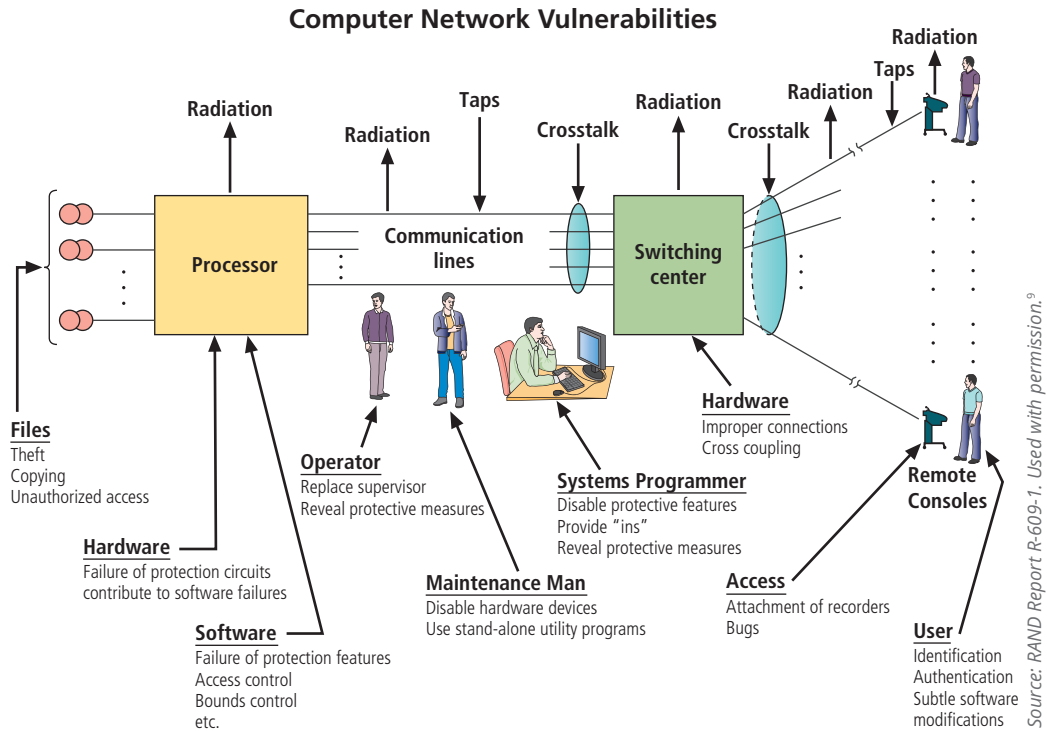 Computer Network Vulnerabilities
Radiation
Taps
Radiation
Radiation
Taps
Radiation
Radiation
Crosstalk
Crosstalk
Processor
Communication
lines
Switching
center
Files
Theft
Copying
Unauthorized access
Hardware
Failure of protection circuits
contribute to software failures
Software
Failure of protection features
Access control
Bounds control
etc.
Operator
Replace supervisor
Reveal protective measures
Maintenance Man
Disable hardware devices
Use stand-alone utility programs
Systems Programmer
Disable protective features
Provide “ins”
Reveal protective measures
Hardware
Improper connections
Cross coupling
Access
Attachment of recorders
Bugs
Remote
Consoles
User
Identification
Authentication
Subtle software
modifications
Source: RAND Report R-609-1. Used with permission.9